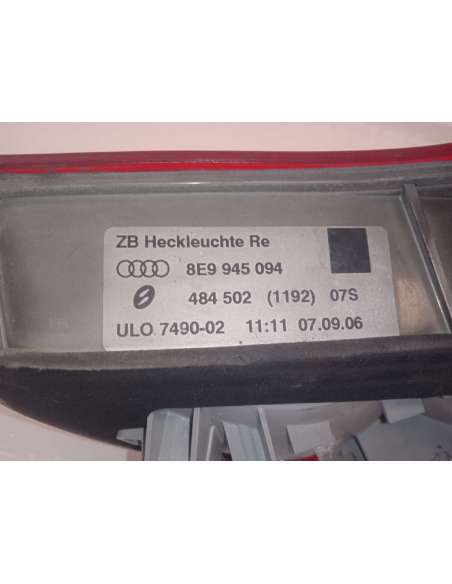 ZB Heckleuchte Re
8E9 945 094
484 502 (1192) 07S
ULO 7490-02 11:11 07.09.06